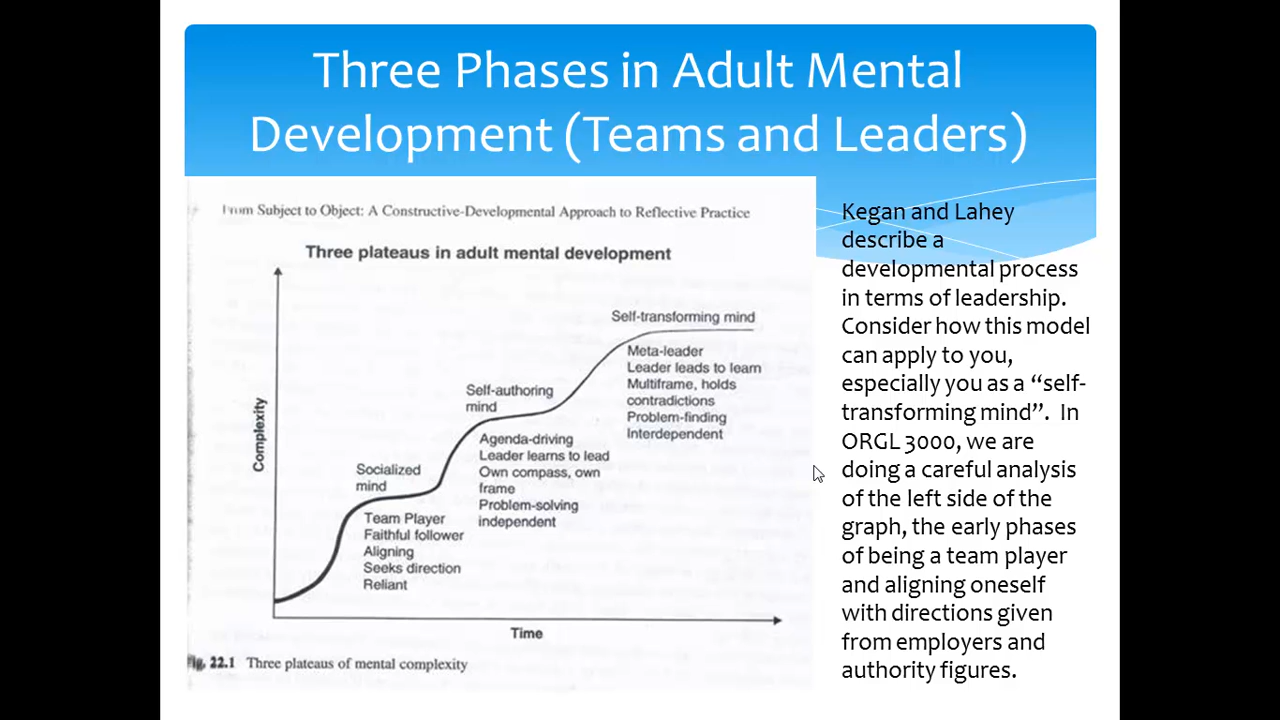 Three Phases in Adult Mental
Development (Teams and Leaders)
From Subject to Object: A Constructive-Developmental Approach to Reflective Practice
Three plateaus in adult mental development
Self-transforming mind
Meta-leader
Leader leads to learn
Multiframe, holds
contradictions
Problem-finding
Interdependent
Self-authoring
mind
Agenda-driving
Leader learns to lead
Own compass, own
frame
Problem-solving
independent
Socialized
mind
Team Player
Faithful follower
Aligning
Seeks direction
Reliant
Complexity
Time
Fig. 22.1 Three plateaus of mental complexity
Kegan and Lahey
describe a
developmental process
in terms of leadership.
Consider how this model
can apply to you,
especially you as a “self-
transforming mind”. In
ORGL 3000, we are
doing a careful analysis
of the left side of the
graph, the early phases
of being a team player
and aligning oneself
with directions given
from employers and
authority figures.